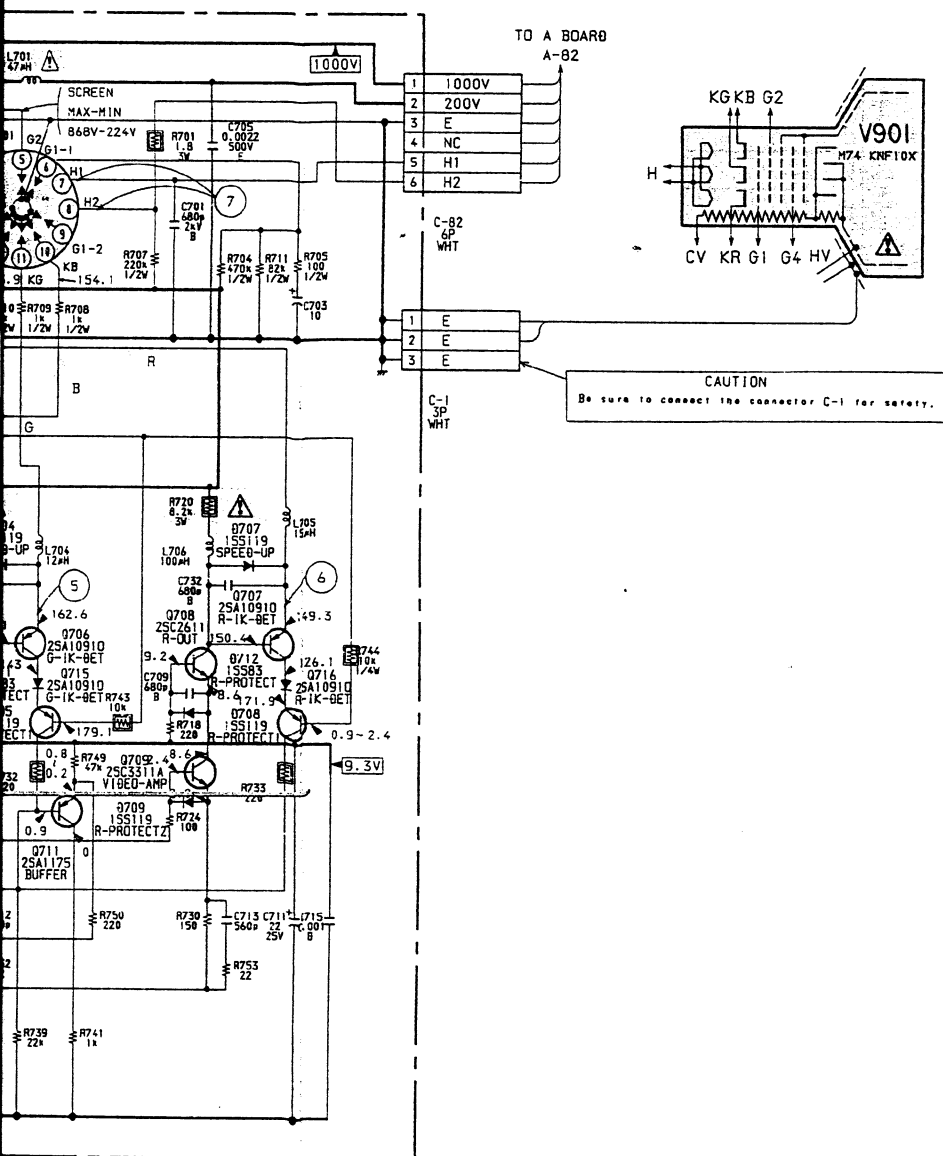 TO A BOARD
A-82
1000V
1 1000V
2 200V
3 E
4 NC
5 H1
6 H2
C-82
6P
WHT
L701
47µH
SCREEN
MAX-MIN
868V-224V
G2
G1-1
H1
H2
G1-2
KB
KG
5
6
7
8
9
10
11
154.1
7
R701
1.8
3W
C705
0.0022
500V
E
C701
680p
2kV
B
R707
220k
1/2W
R704
470k
1/2W
R711
82k
1/2W
R705
100
1/2W
C703
10
R709
1k
1/2W
R708
1k
1/2W
KG KB G2
V901
M74 KNF10X
H
CV KR G1 G4 HV
1 E
2 E
3 E
C-1
3P
WHT
CAUTION
Be sure to connect the connector C-1 for safety.
R
B
G
R720
8.2k
3W
L705
15µH
L704
12µH
L706
100µH
D707
1SS119
SPEED-UP
C732
680p
B
5
6
162.6
149.3
Q707
2SA1091O
R-IK-DET
Q708
2SC2611
R-OUT
150.4
Q706
2SA1091O
G-IK-DET
Q715
2SA1091O
G-IK-DET
R743
10k
179.1
9.2
C709
680p
B
D712
1SS83
R-PROTECT
8.6
171.9
126.1
Q716
2SA1091O
R-IK-DET
10k
1/4W
R718
220
D708
1SS119
R-PROTECT1
0.9~2.4
9.3V
0.8
0.2
R749
47k
Q709
2SC3311A
VIDEO-AMP
2.4
8.6
D709
1SS119
R-PROTECT2
R724
100
R733
220
0.9
0
Q711
2SA1175
BUFFER
R750
220
R730
150
C713
560p
C711
22
25V
C715
.001
B
R753
22
R739
22k
R741
1k